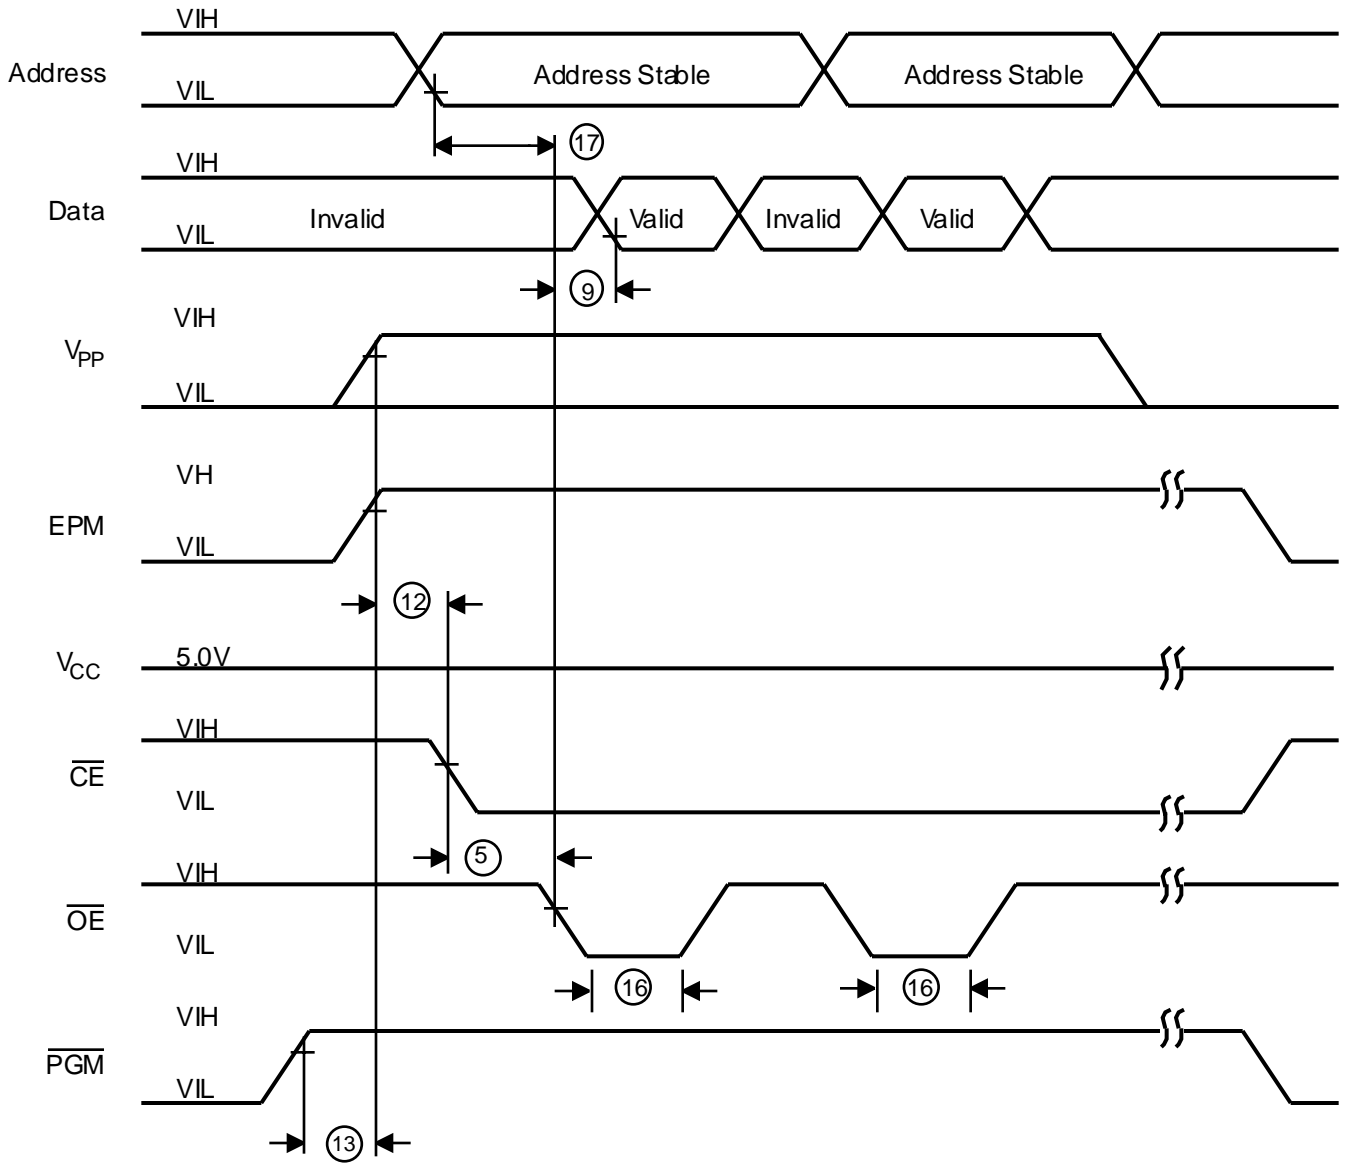 VIH
Address
Address Stable
Address Stable
VIL
17
VIH
Data
Invalid
Valid
Invalid
Valid
VIL
9
VIH
VPP
VIL
VH
EPM
VIL
12
VCC
5.0V
VIH
CE
VIL
5
VIH
OE
VIL
16
16
VIH
PGM
VIL
13